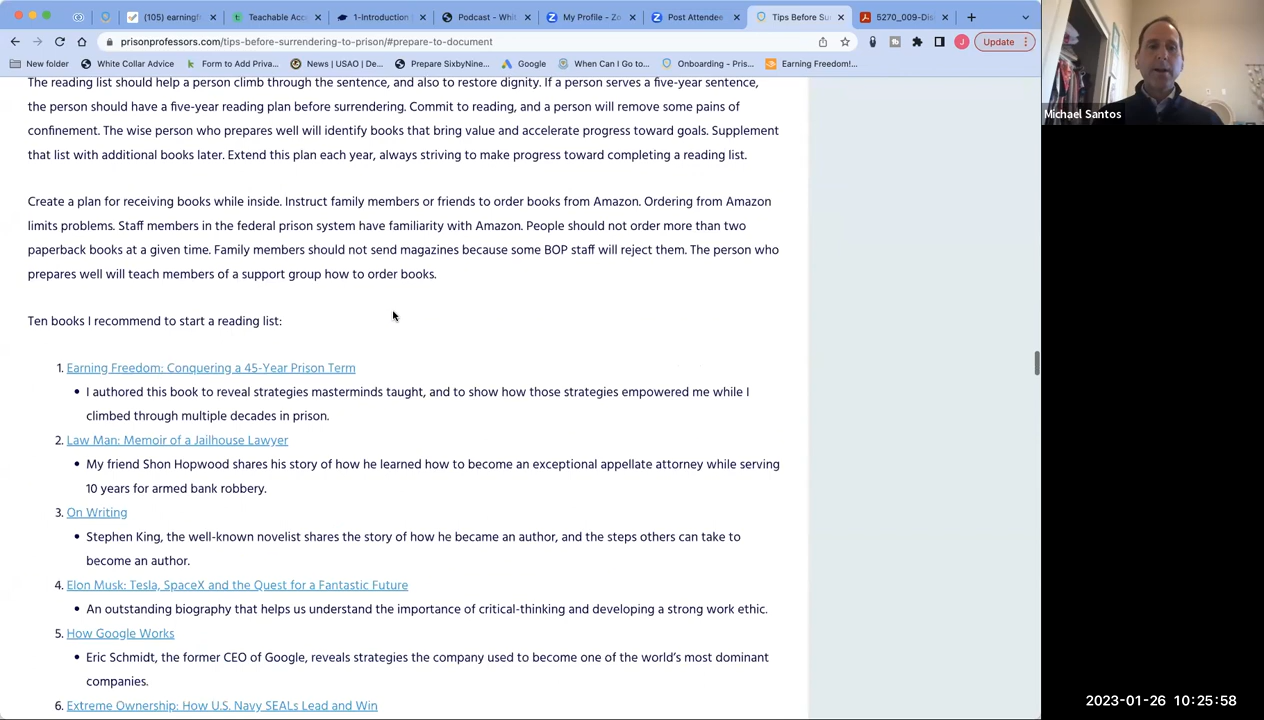 (105) earningf
Teachable Acc
1-Introduction
Podcast - Whit
My Profile - Zo
Post Attendee
Tips Before Su
5270_009-Dis
prisonprofessors.com/tips-before-surrendering-to-prison/#prepare-to-document
J
Update
New folder
White Collar Advice
Form to Add Priva...
News | USAO | De...
Prepare SixbyNine...
Google
When Can I Go to...
Onboarding - Pris...
Earning Freedom!...
The reading list should help a person climb through the sentence, and also to restore dignity. If a person serves a five-year sentence,
the person should have a five-year reading plan before surrendering. Commit to reading, and a person will remove some pains of
confinement. The wise person who prepares well will identify books that bring value and accelerate progress toward goals. Supplement
that list with additional books later. Extend this plan each year, always striving to make progress toward completing a reading list.
Create a plan for receiving books while inside. Instruct family members or friends to order books from Amazon. Ordering from Amazon
limits problems. Staff members in the federal prison system have familiarity with Amazon. People should not order more than two
paperback books at a given time. Family members should not send magazines because some BOP staff will reject them. The person who
prepares well will teach members of a support group how to order books.
Ten books I recommend to start a reading list:
1. Earning Freedom: Conquering a 45-Year Prison Term
• I authored this book to reveal strategies masterminds taught, and to show how those strategies empowered me while I
climbed through multiple decades in prison.
2. Law Man: Memoir of a Jailhouse Lawyer
• My friend Shon Hopwood shares his story of how he learned how to become an exceptional appellate attorney while serving
10 years for armed bank robbery.
3. On Writing
• Stephen King, the well-known novelist shares the story of how he became an author, and the steps others can take to
become an author.
4. Elon Musk: Tesla, SpaceX and the Quest for a Fantastic Future
• An outstanding biography that helps us understand the importance of critical-thinking and developing a strong work ethic.
5. How Google Works
• Eric Schmidt, the former CEO of Google, reveals strategies the company used to become one of the world's most dominant
companies.
6. Extreme Ownership: How U.S. Navy SEALs Lead and Win
Michael Santos
2023-01-26 10:25:58